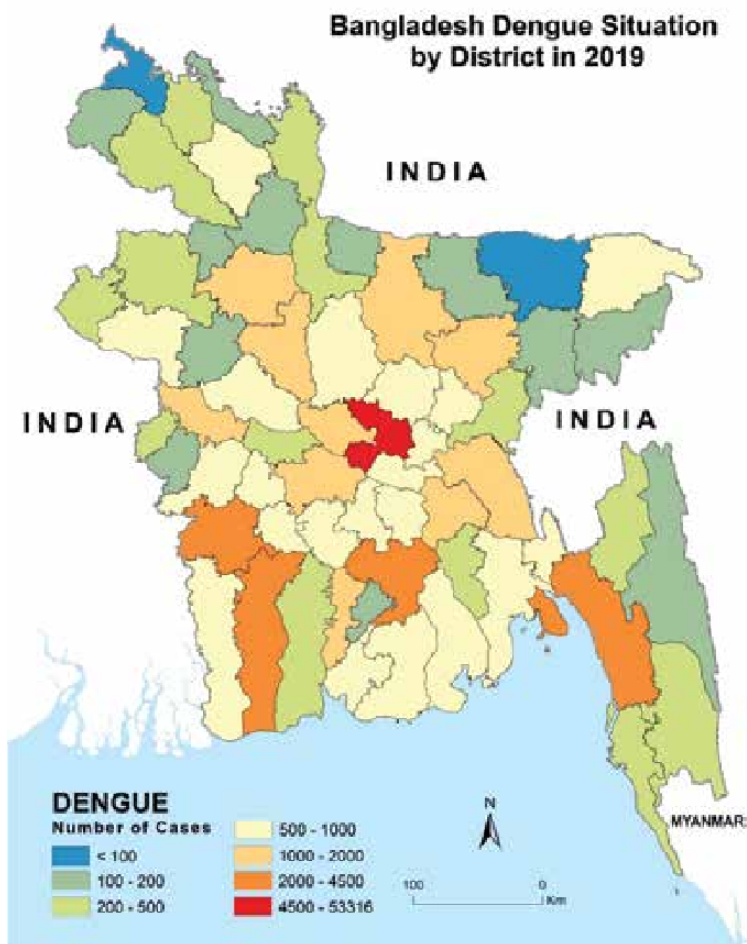 Bangladesh Dengue Situation
by District in 2019
INDIA
INDIA
INDIA
MYANMAR
DENGUE
Number of Cases
< 100
100 - 200
200 - 500
500 - 1000
1000 - 2000
2000 - 4500
4500 - 53316
N
100
0
Km